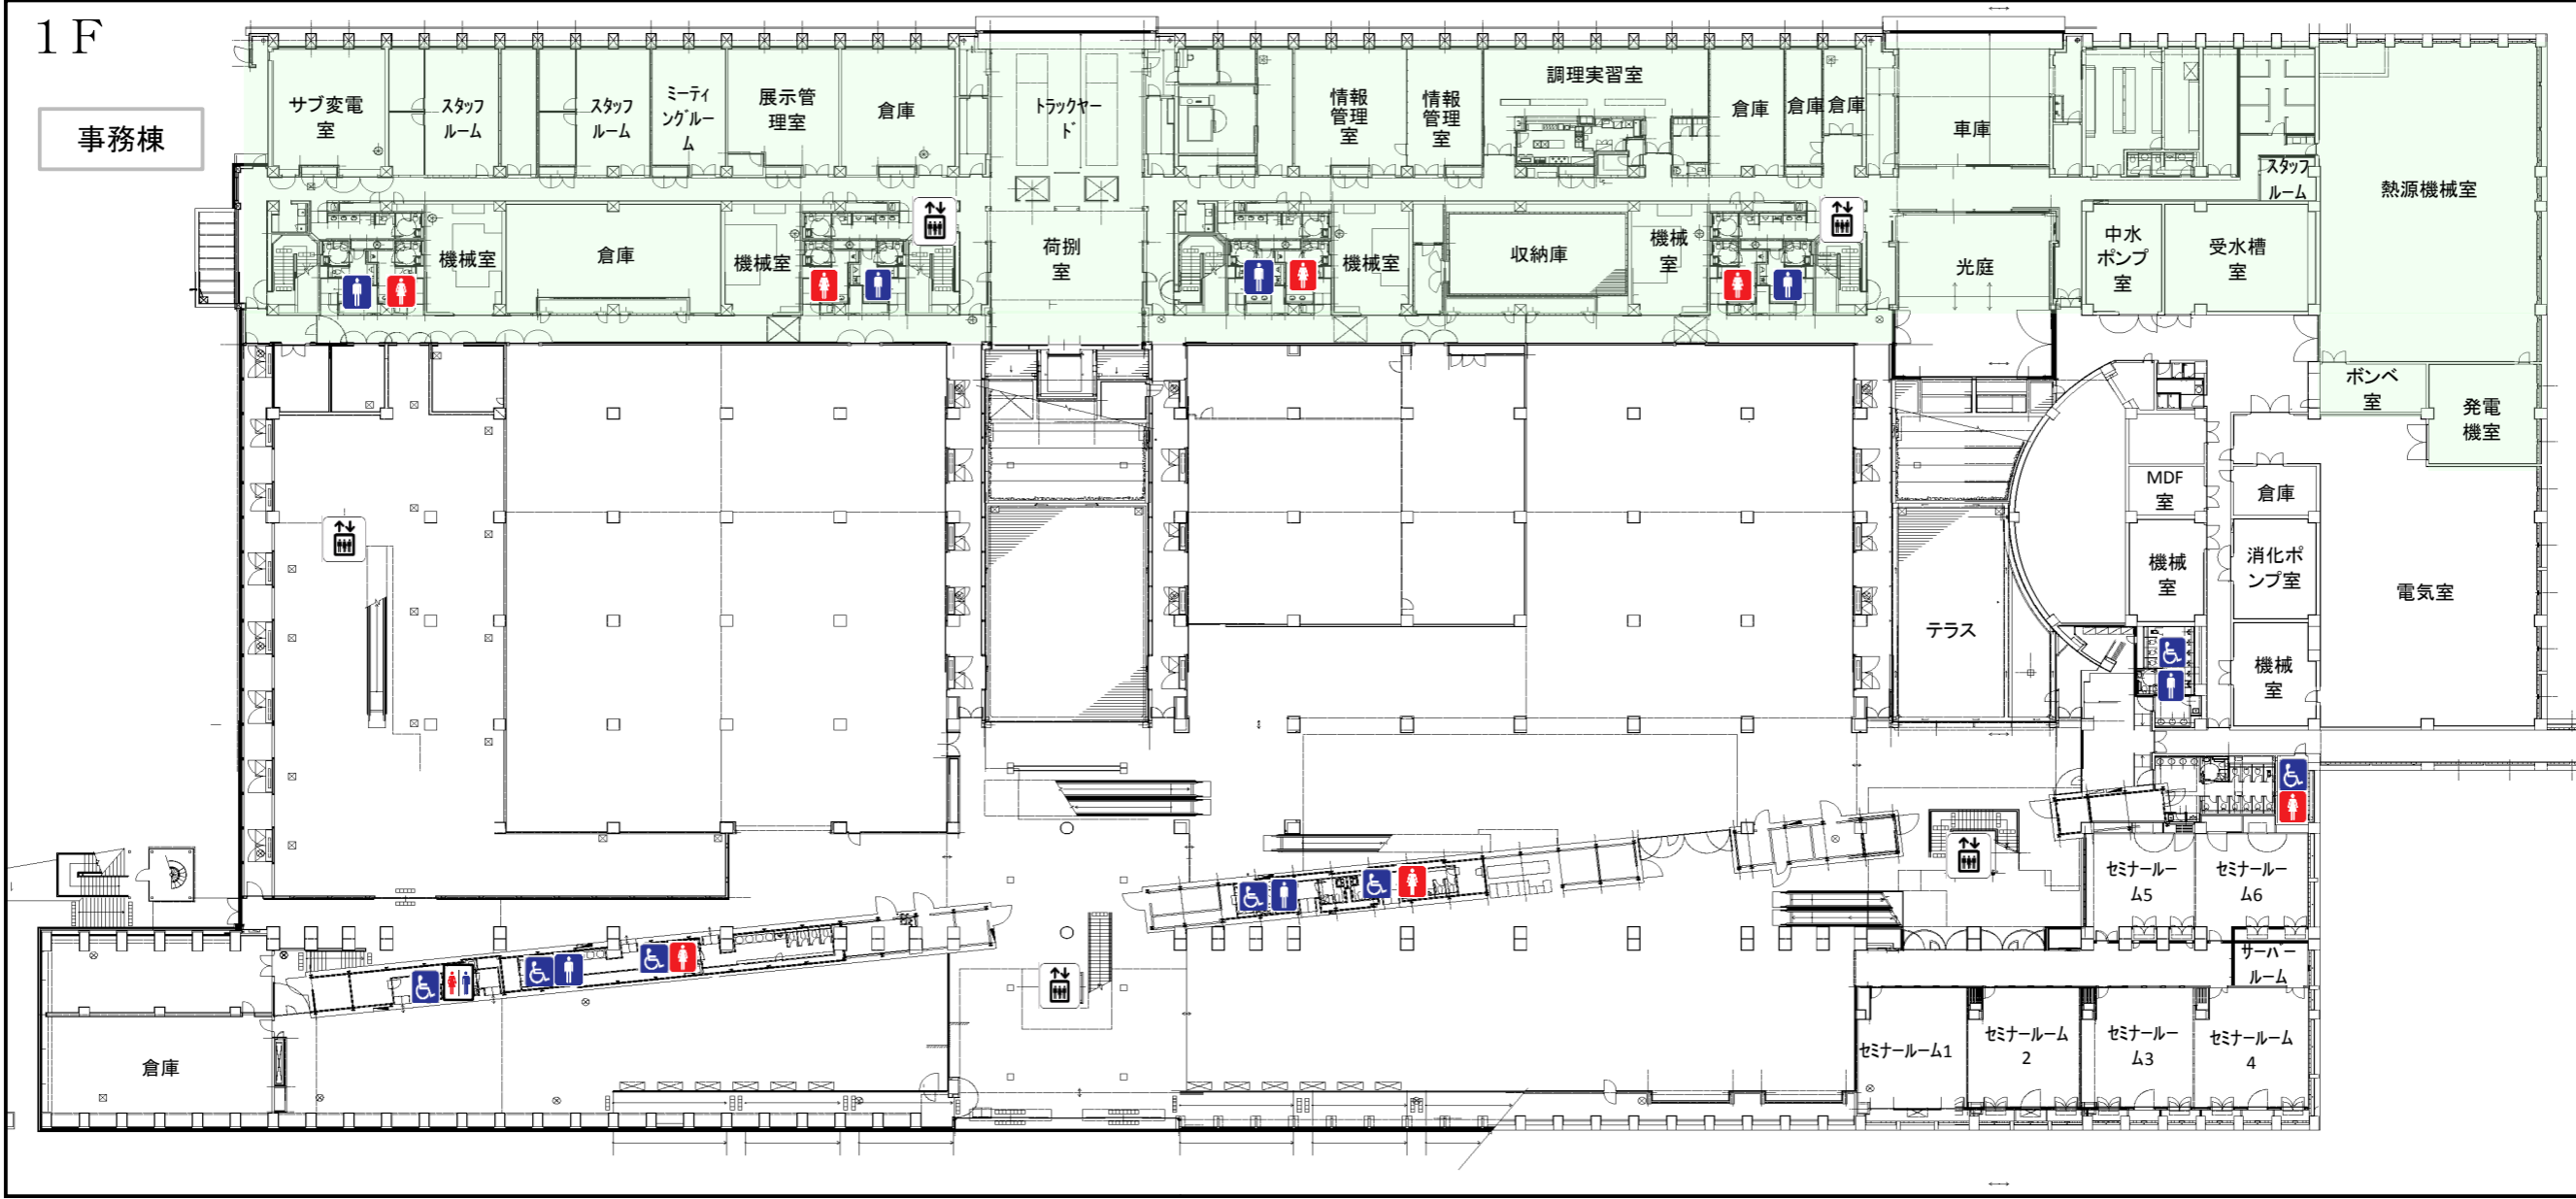 1F
事務棟
サブ変電
室
スタッフ
ルーム
スタッフ
ルーム
ミーティ
ングルー
ム
展示管
理室
倉庫
トラックヤー
ド
情報
管理
室
情報
管理
室
調理実習室
倉庫
倉庫
倉庫
車庫
スタッフ
ルーム
熱源機械室
機械室
倉庫
機械室
荷捌
室
機械室
収納庫
機械
室
光庭
中水
ポンプ
室
受水槽
室
ボンベ
室
発電
機室
MDF
室
倉庫
機械
室
消化ポ
ンプ室
電気室
テラス
機械
室
セミナールー
ム5
セミナールー
ム6
サーバー
ルーム
セミナールーム1
セミナールーム
2
セミナールー
ム3
セミナールーム
4
倉庫